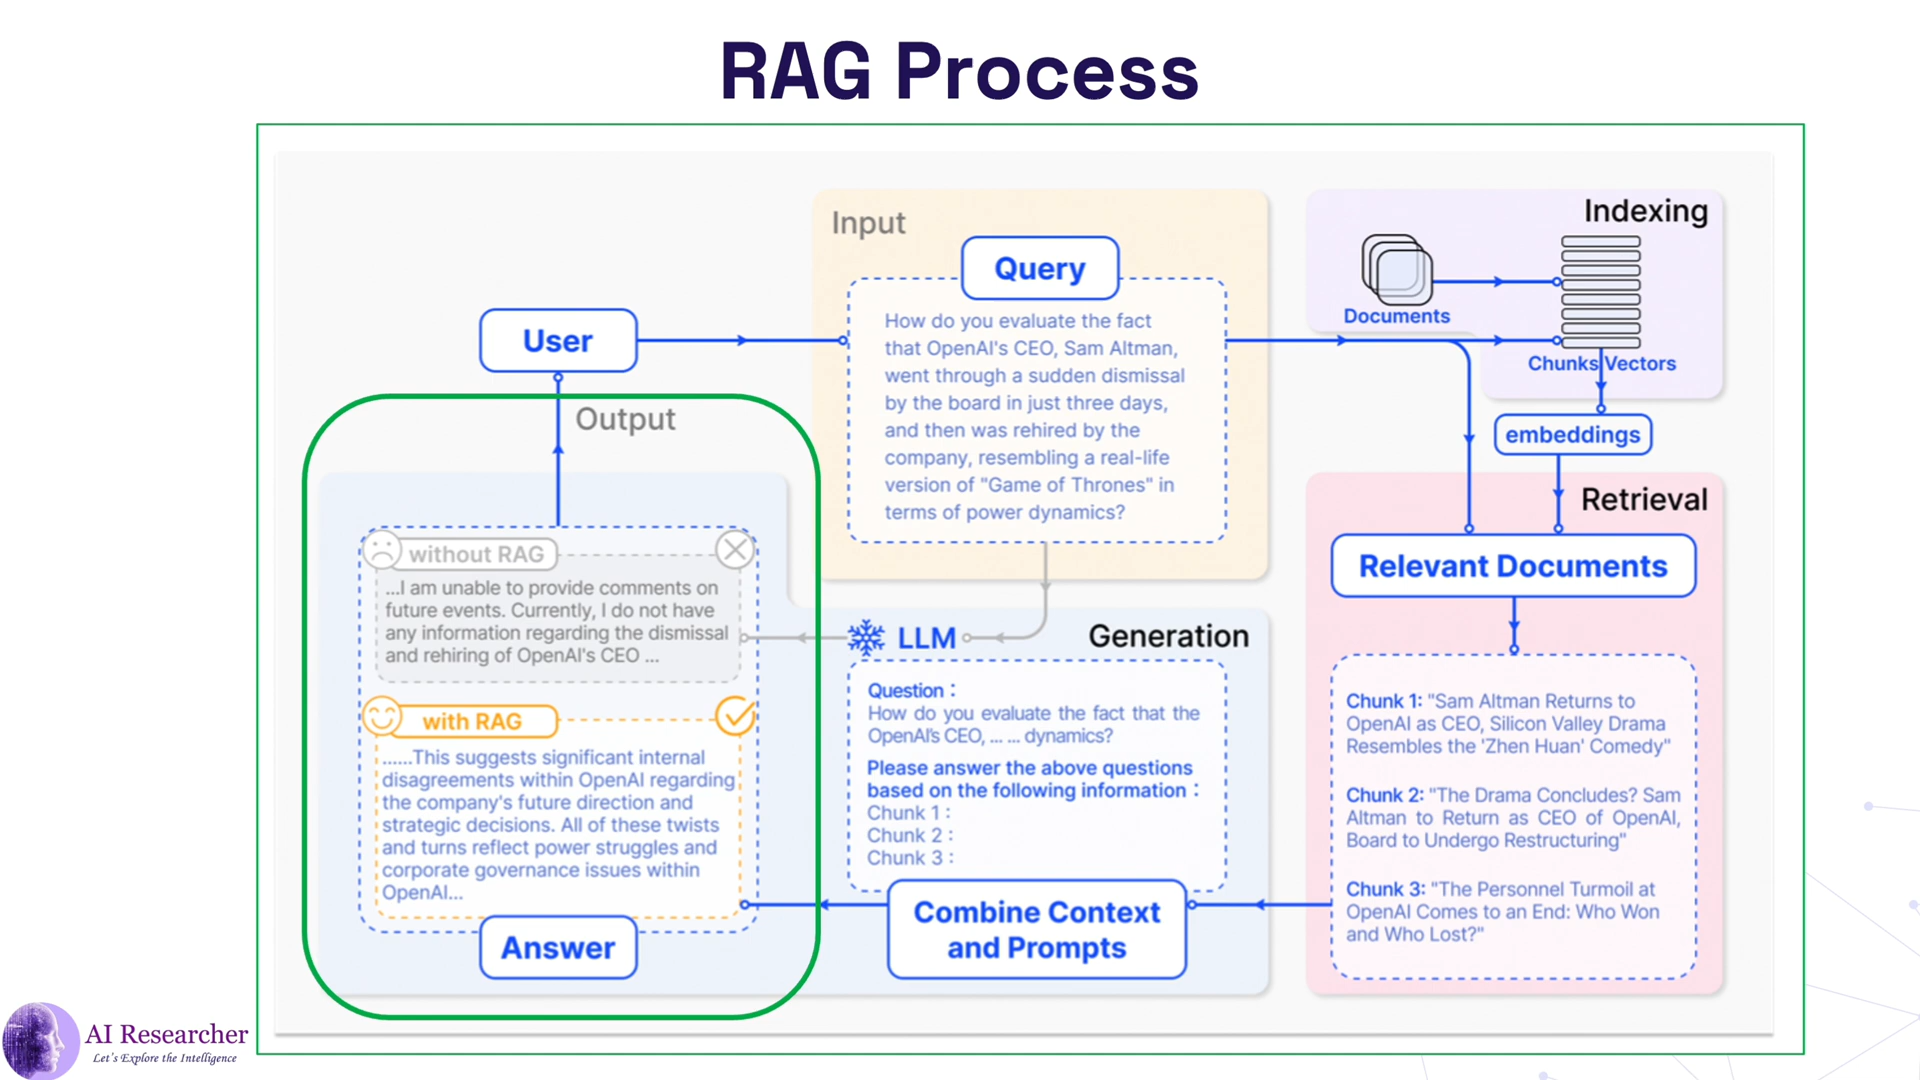 RAG Process
Input
Query
How do you evaluate the fact
that OpenAI's CEO, Sam Altman,
went through a sudden dismissal
by the board in just three days,
and then was rehired by the
company, resembling a real-life
version of "Game of Thrones" in
terms of power dynamics?
Indexing
Documents
Chunks Vectors
embeddings
User
Output
without RAG
...I am unable to provide comments on
future events. Currently, I do not have
any information regarding the dismissal
and rehiring of OpenAI's CEO ...
with RAG
......This suggests significant internal
disagreements within OpenAI regarding
the company's future direction and
strategic decisions. All of these twists
and turns reflect power struggles and
corporate governance issues within
OpenAI...
Answer
LLM
Generation
Question :
How do you evaluate the fact that the
OpenAI's CEO, ... ... dynamics?
Please answer the above questions
based on the following information :
Chunk 1 :
Chunk 2 :
Chunk 3 :
Combine Context
and Prompts
Retrieval
Relevant Documents
Chunk 1: "Sam Altman Returns to
OpenAI as CEO, Silicon Valley Drama
Resembles the 'Zhen Huan' Comedy"
Chunk 2: "The Drama Concludes? Sam
Altman to Return as CEO of OpenAI,
Board to Undergo Restructuring"
Chunk 3: "The Personnel Turmoil at
OpenAI Comes to an End: Who Won
and Who Lost?"
AI Researcher
Let's Explore the Intelligence